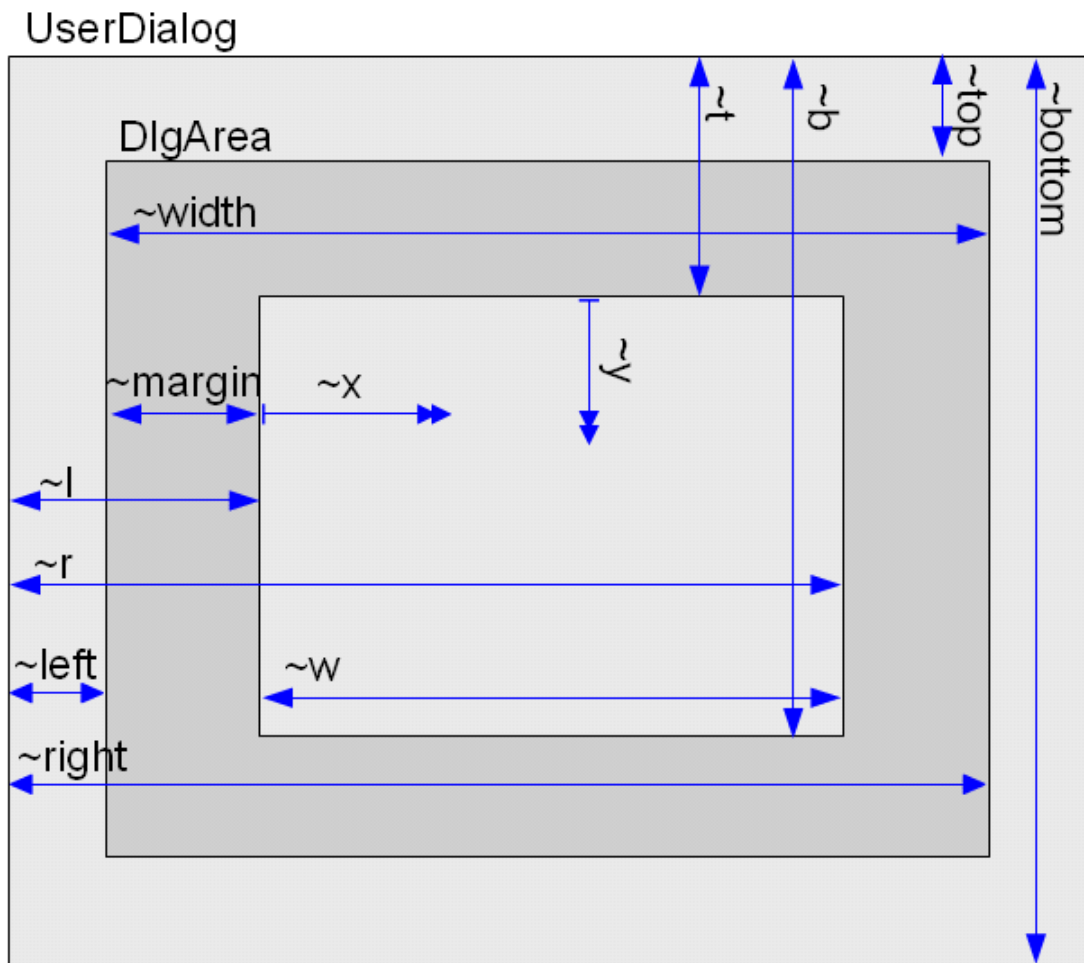 UserDialog
~t
~b
~top
~bottom
DlgArea
~width
~y
~margin
~x
~l
~r
~left
~w
~right